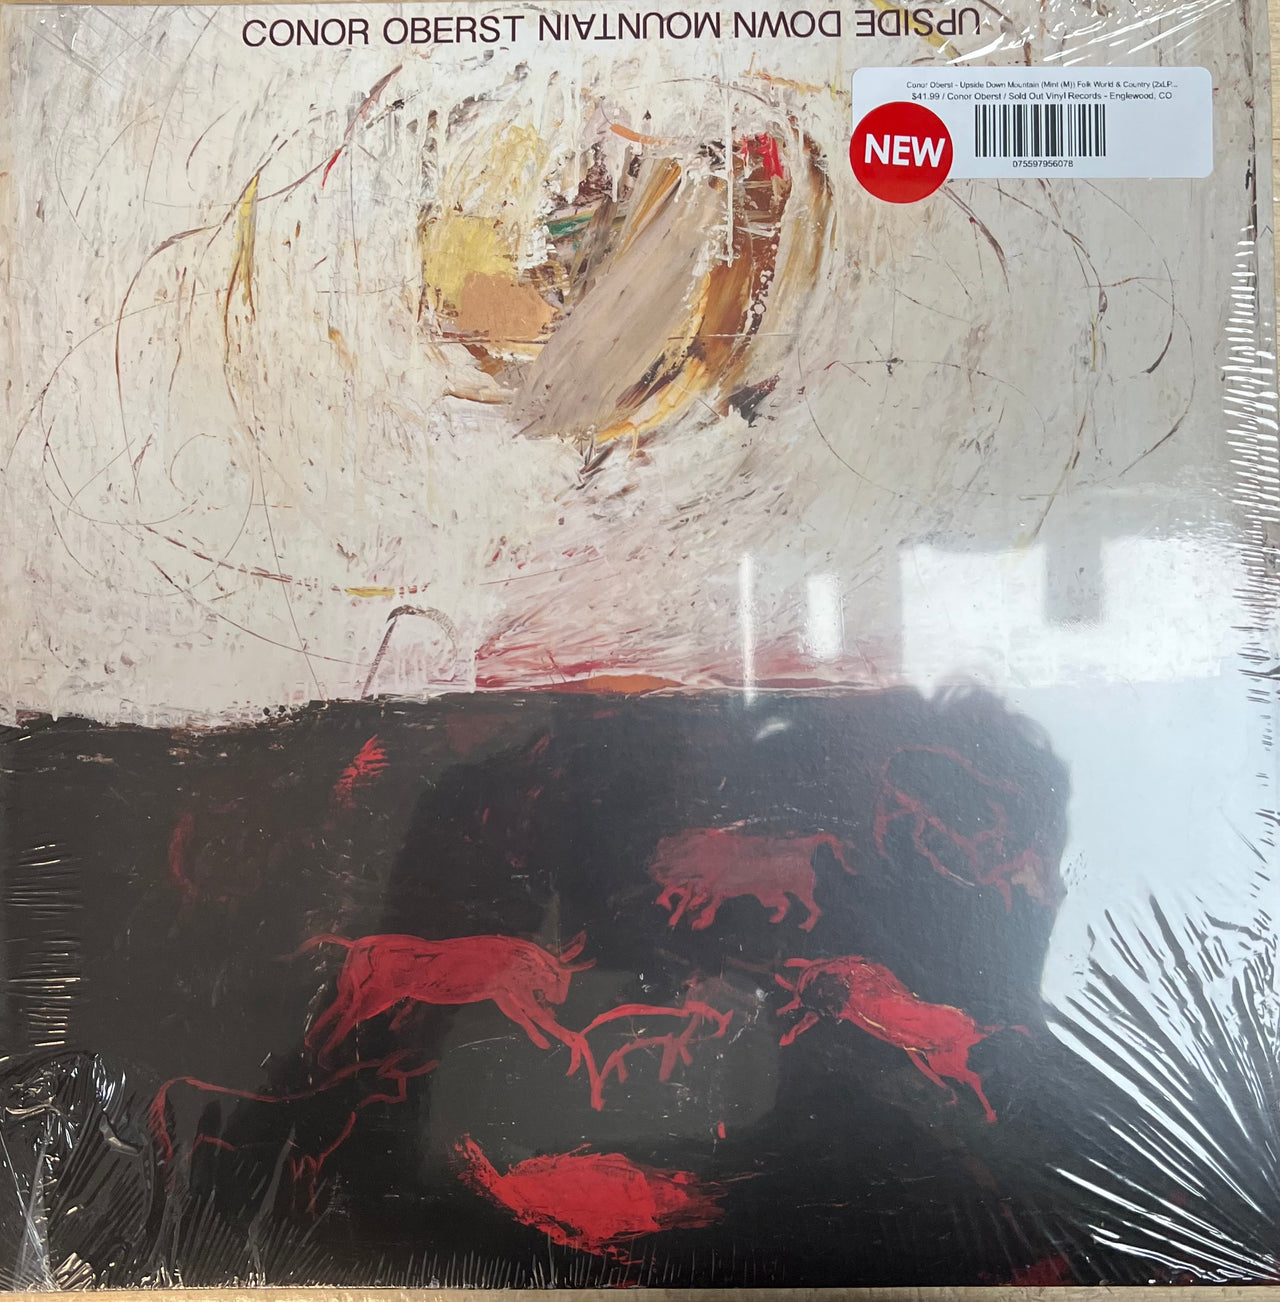 CONOR OBERST UPSIDE DOWN MOUNTAIN
Conor Oberst - Upside Down Mountain (Mint (M)) Folk World & Country (2xLP...
$41.99 / Conor Oberst / Sold Out Vinyl Records - Englewood, CO
NEW
075597956078